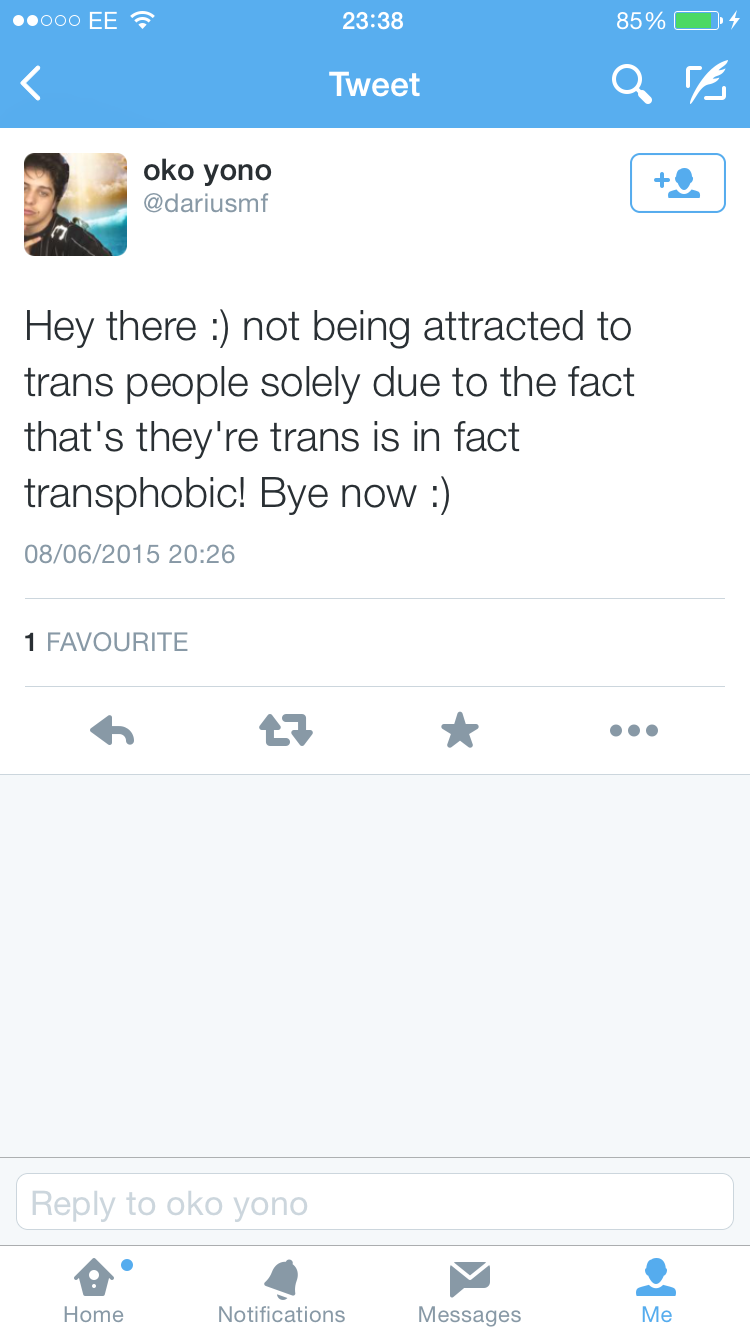 EE 23:38 85%
Tweet
oko yono
@dariusmf
Hey there :) not being attracted to
trans people solely due to the fact
that's they're trans is in fact
transphobic! Bye now :)
08/06/2015 20:26
1 FAVOURITE
Reply to oko yono
Home Notifications Messages Me